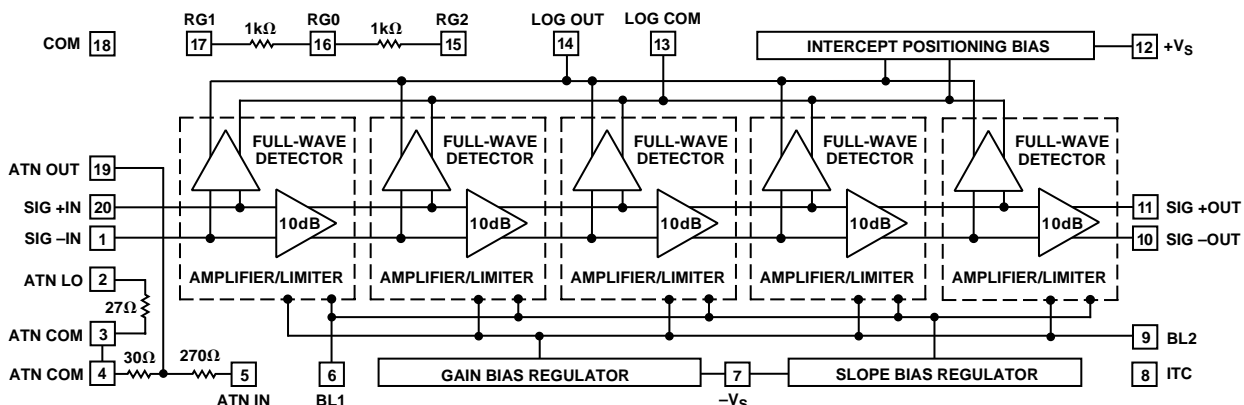 RG1 RG0 RG2 LOG OUT LOG COM
1kΩ 1kΩ
COM 18 17 16 15 14 13 INTERCEPT POSITIONING BIAS 12 +VS
FULL-WAVE DETECTOR
FULL-WAVE DETECTOR
FULL-WAVE DETECTOR
FULL-WAVE DETECTOR
FULL-WAVE DETECTOR
ATN OUT 19
SIG +IN 20
SIG –IN 1
10dB 10dB 10dB 10dB 10dB
11 SIG +OUT
10 SIG –OUT
AMPLIFIER/LIMITER AMPLIFIER/LIMITER AMPLIFIER/LIMITER AMPLIFIER/LIMITER AMPLIFIER/LIMITER
ATN LO 2
27Ω
ATN COM 3
9 BL2
30Ω 270Ω
ATN COM 4 5 6 GAIN BIAS REGULATOR 7 SLOPE BIAS REGULATOR 8 ITC
ATN IN BL1 –VS